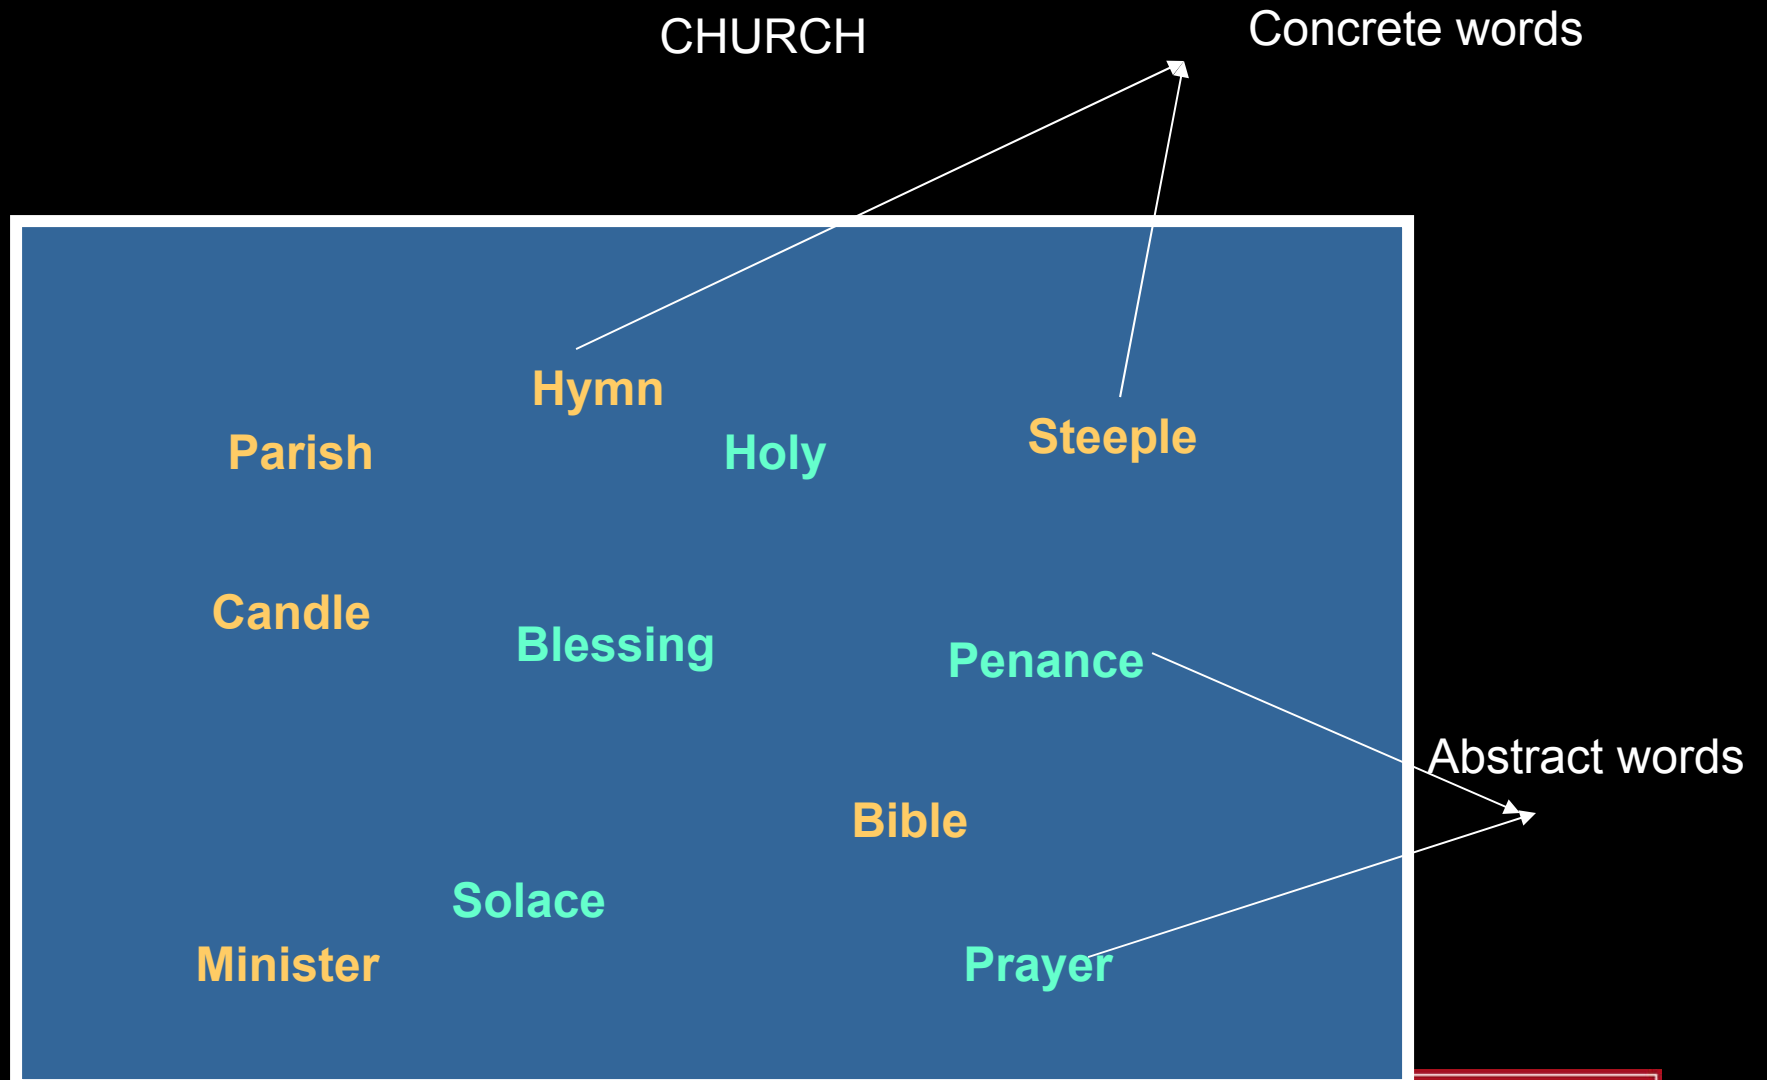 CHURCH
Concrete words
Hymn
Parish
Holy
Steeple
Candle
Blessing
Penance
Abstract words
Bible
Solace
Minister
Prayer